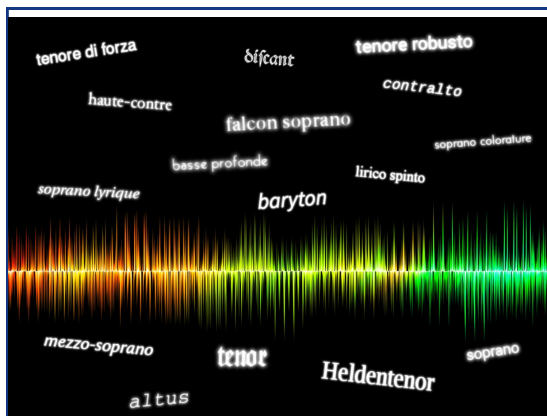 tenore di forza
diſcant
tenore robusto
contralto
haute-contre
falcon soprano
soprano colorature
basse profonde
lirico spinto
soprano lyrique
baryton
mezzo-soprano
tenor
Heldentenor
soprano
altus